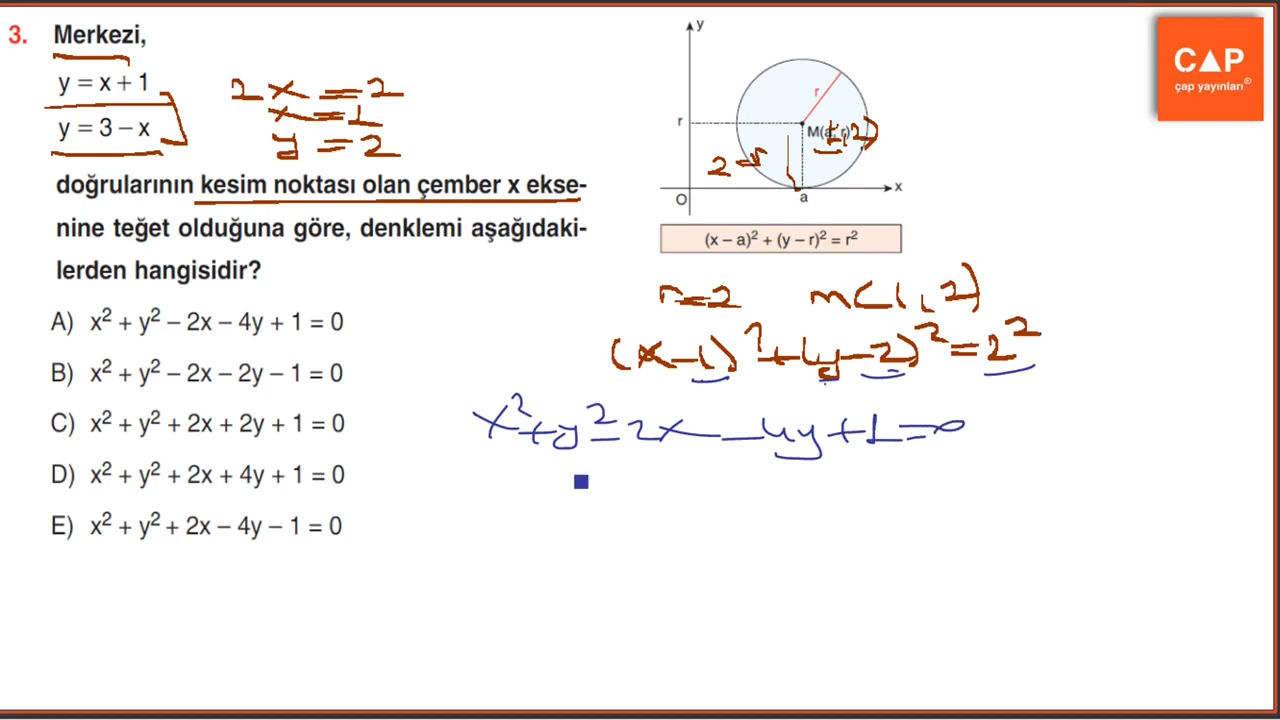 3. Merkezi,
y = x + 1
y = 3 – x
2x = 2
x = 1
y = 2
doğrularının kesim noktası olan çember x ekse-
nine teğet olduğuna göre, denklemi aşağıdaki-
lerden hangisidir?
A) x² + y² – 2x – 4y + 1 = 0
B) x² + y² – 2x – 2y – 1 = 0
C) x² + y² + 2x + 2y + 1 = 0
D) x² + y² + 2x + 4y + 1 = 0
E) x² + y² + 2x – 4y – 1 = 0
y
r
r
M(a, r)
2 = r
O
a
x
(x – a)² + (y – r)² = r²
r = 2 m(1, 2)
(x – 1)² + (y – 2)² = 2²
x² + y² – 2x – 4y + 1 = 0
ÇAP
çap yayınları®